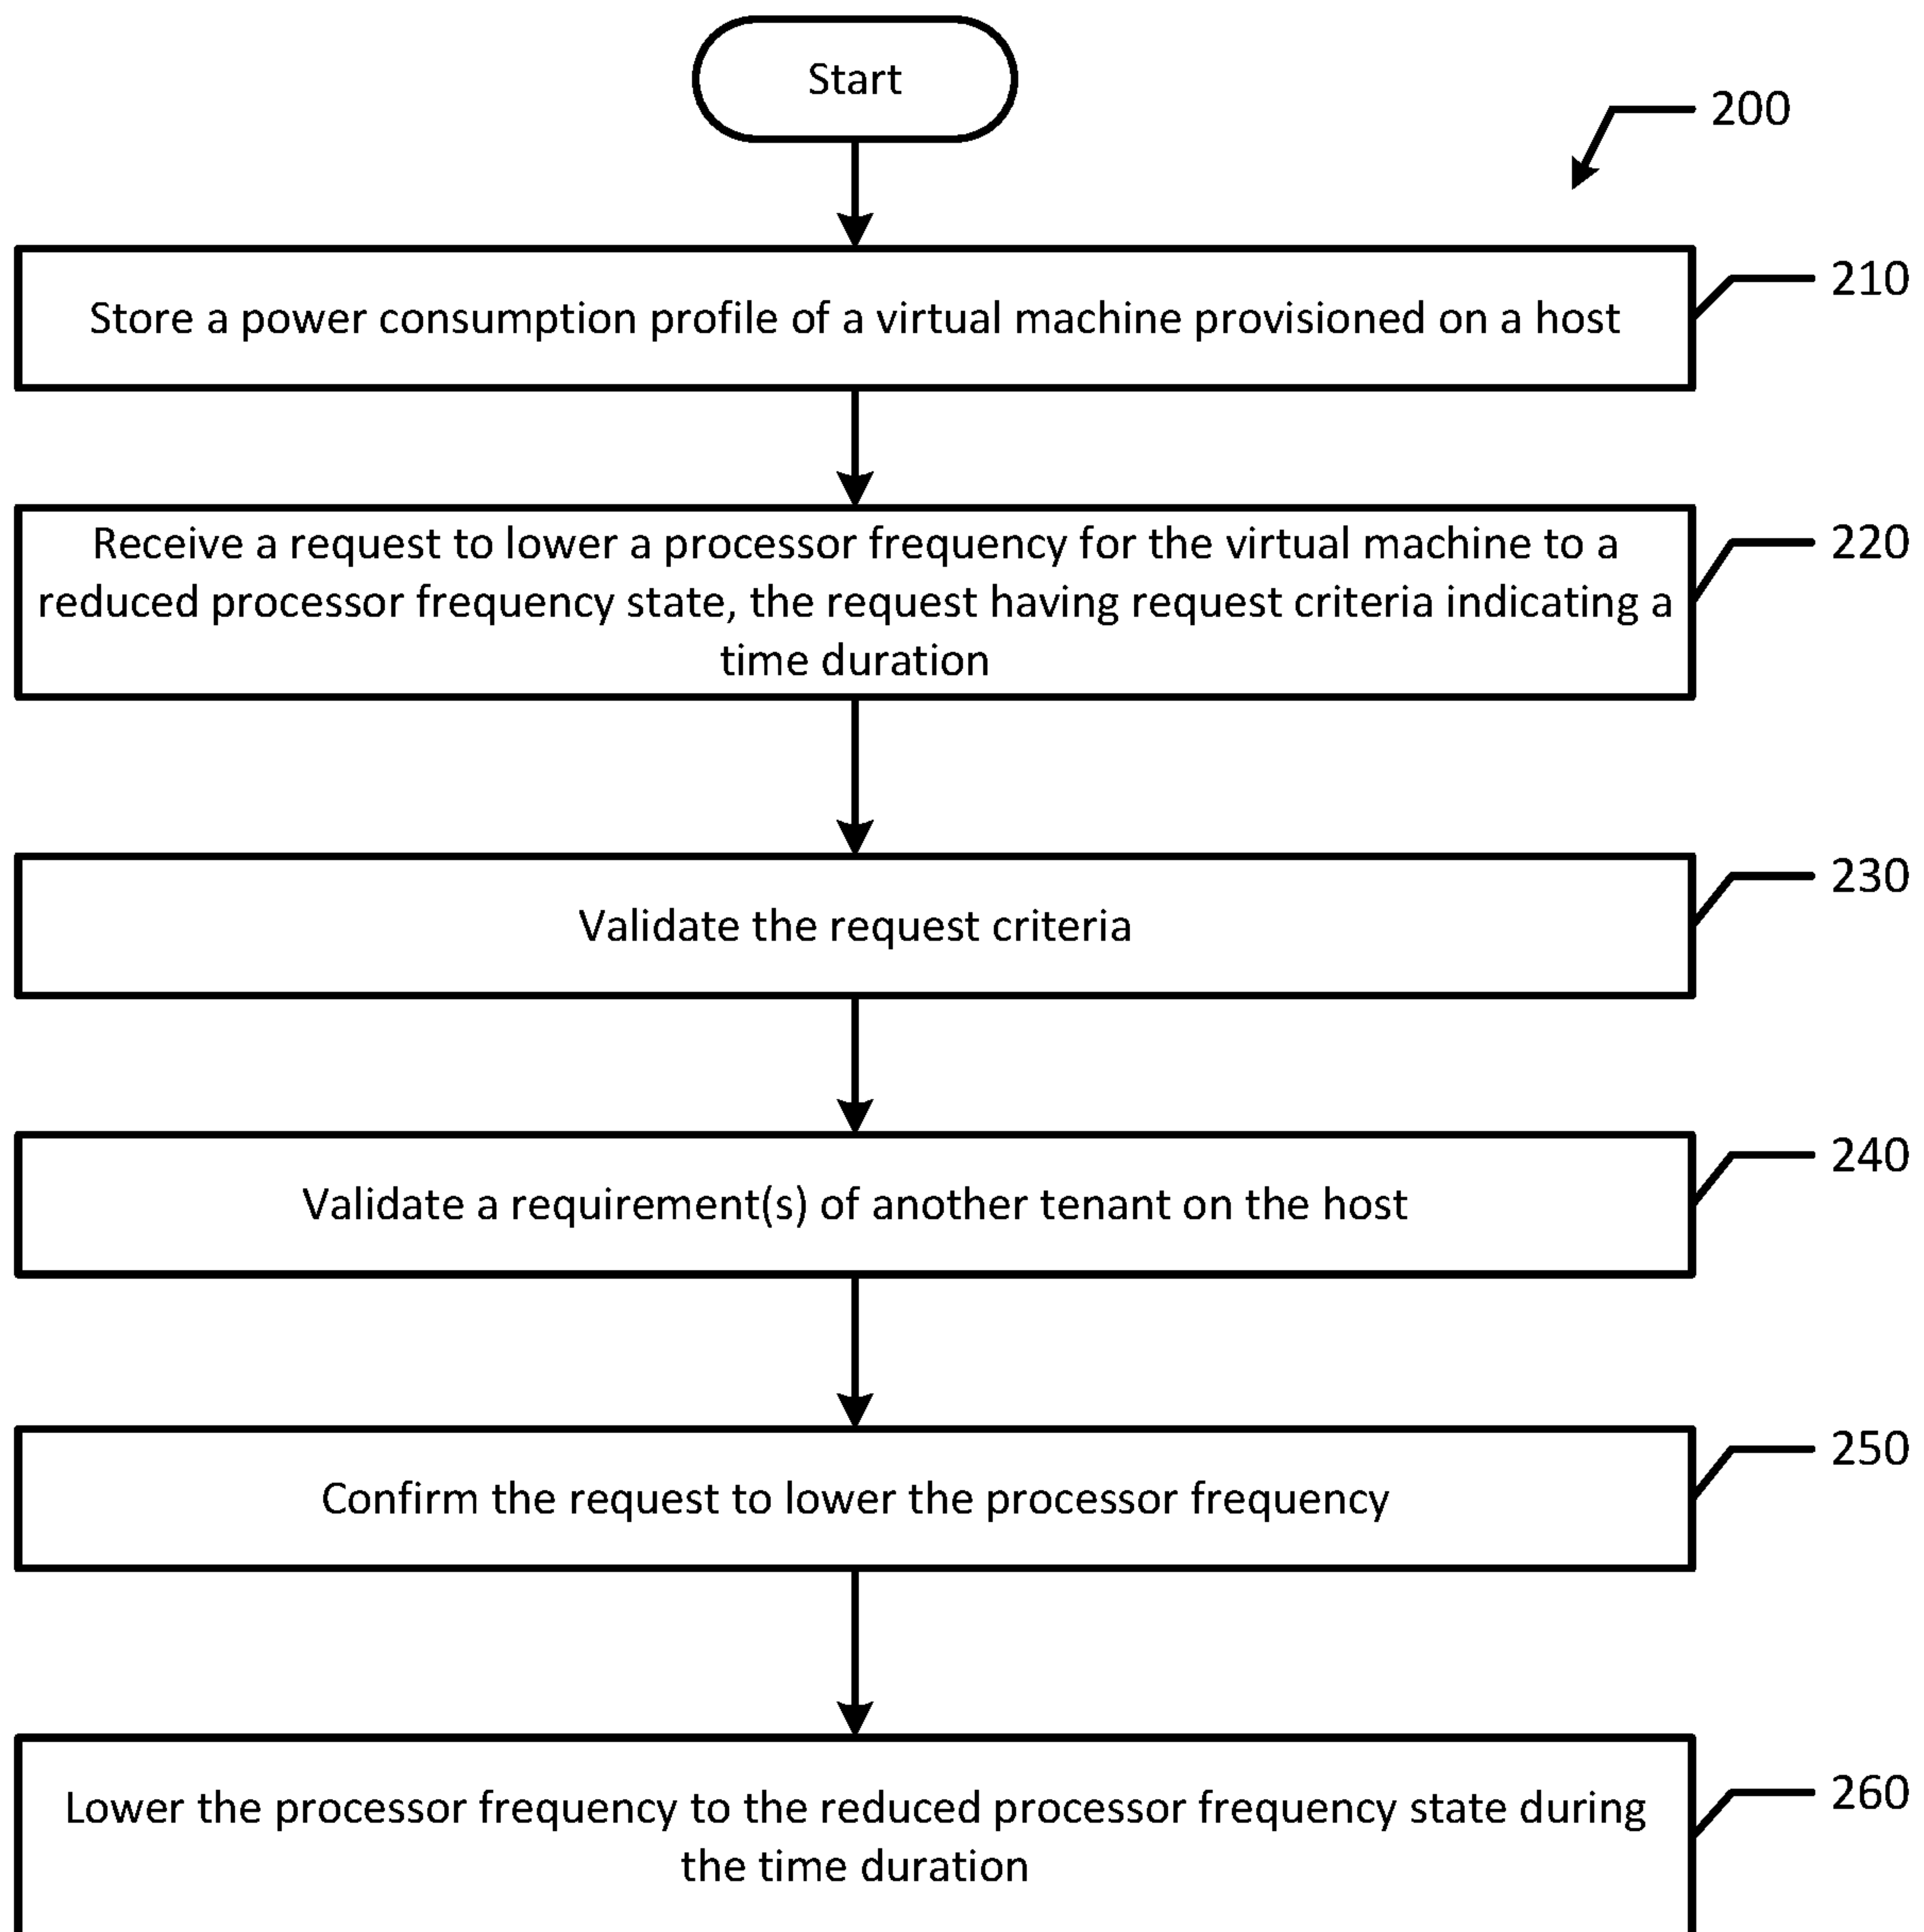 Start
200
210
Store a power consumption profile of a virtual machine provisioned on a host
220
Receive a request to lower a processor frequency for the virtual machine to a
reduced processor frequency state, the request having request criteria indicating a
time duration
230
Validate the request criteria
240
Validate a requirement(s) of another tenant on the host
250
Confirm the request to lower the processor frequency
260
Lower the processor frequency to the reduced processor frequency state during
the time duration